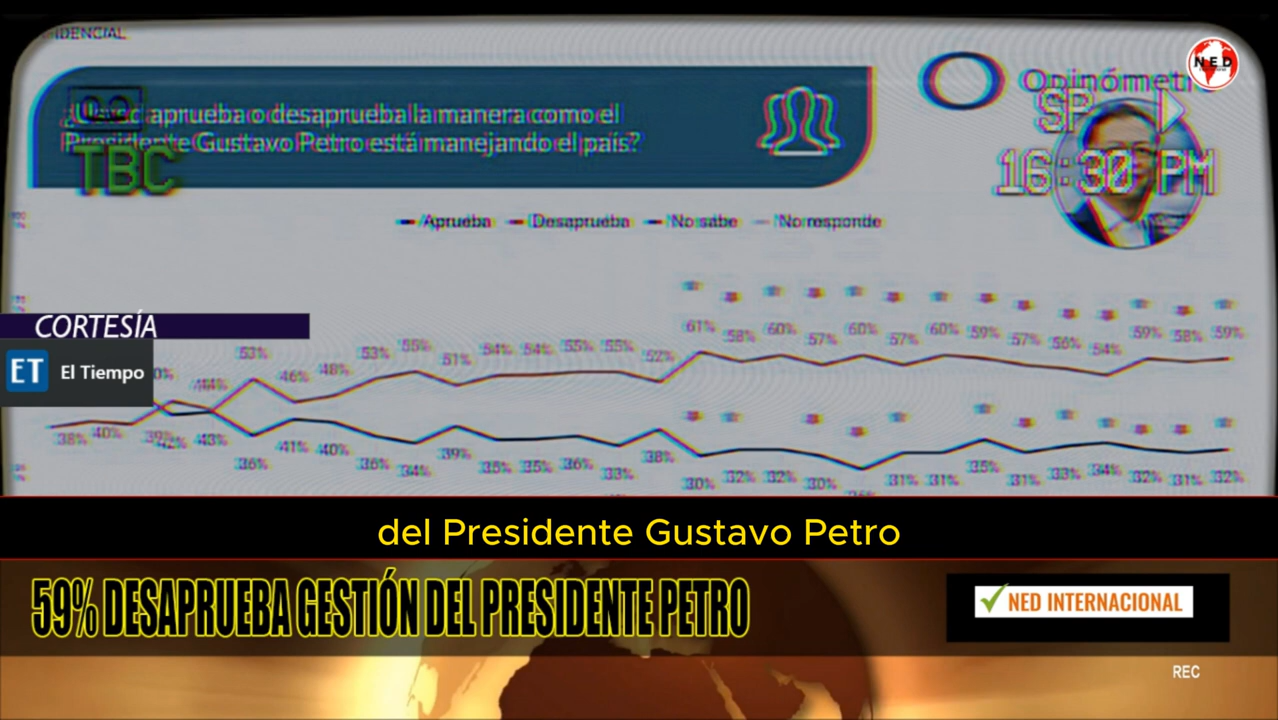 IDENCIAL
NED
Opinómetr
SP
16:30 PM
¿Usted aprueba o desaprueba la manera como el
Presidente Gustavo Petro está manejando el país?
TBC
Aprueba Desaprueba No sabe No responde
61% 58% 60% 57% 60% 57% 60% 59% 57% 56% 54% 59% 58% 59%
CORTESÍA
ET El Tiempo
53% 46% 48% 53% 55% 51% 54% 54% 55% 55% 52%
44%
38% 40% 39% 42% 43% 36% 41% 40% 36% 34% 39% 35% 35% 36% 33% 38% 30% 32% 32% 30% 31% 31% 35% 31% 33% 34% 32% 31% 32%
del Presidente Gustavo Petro
59% DESAPRUEBA GESTIÓN DEL PRESIDENTE PETRO
NED INTERNACIONAL
REC